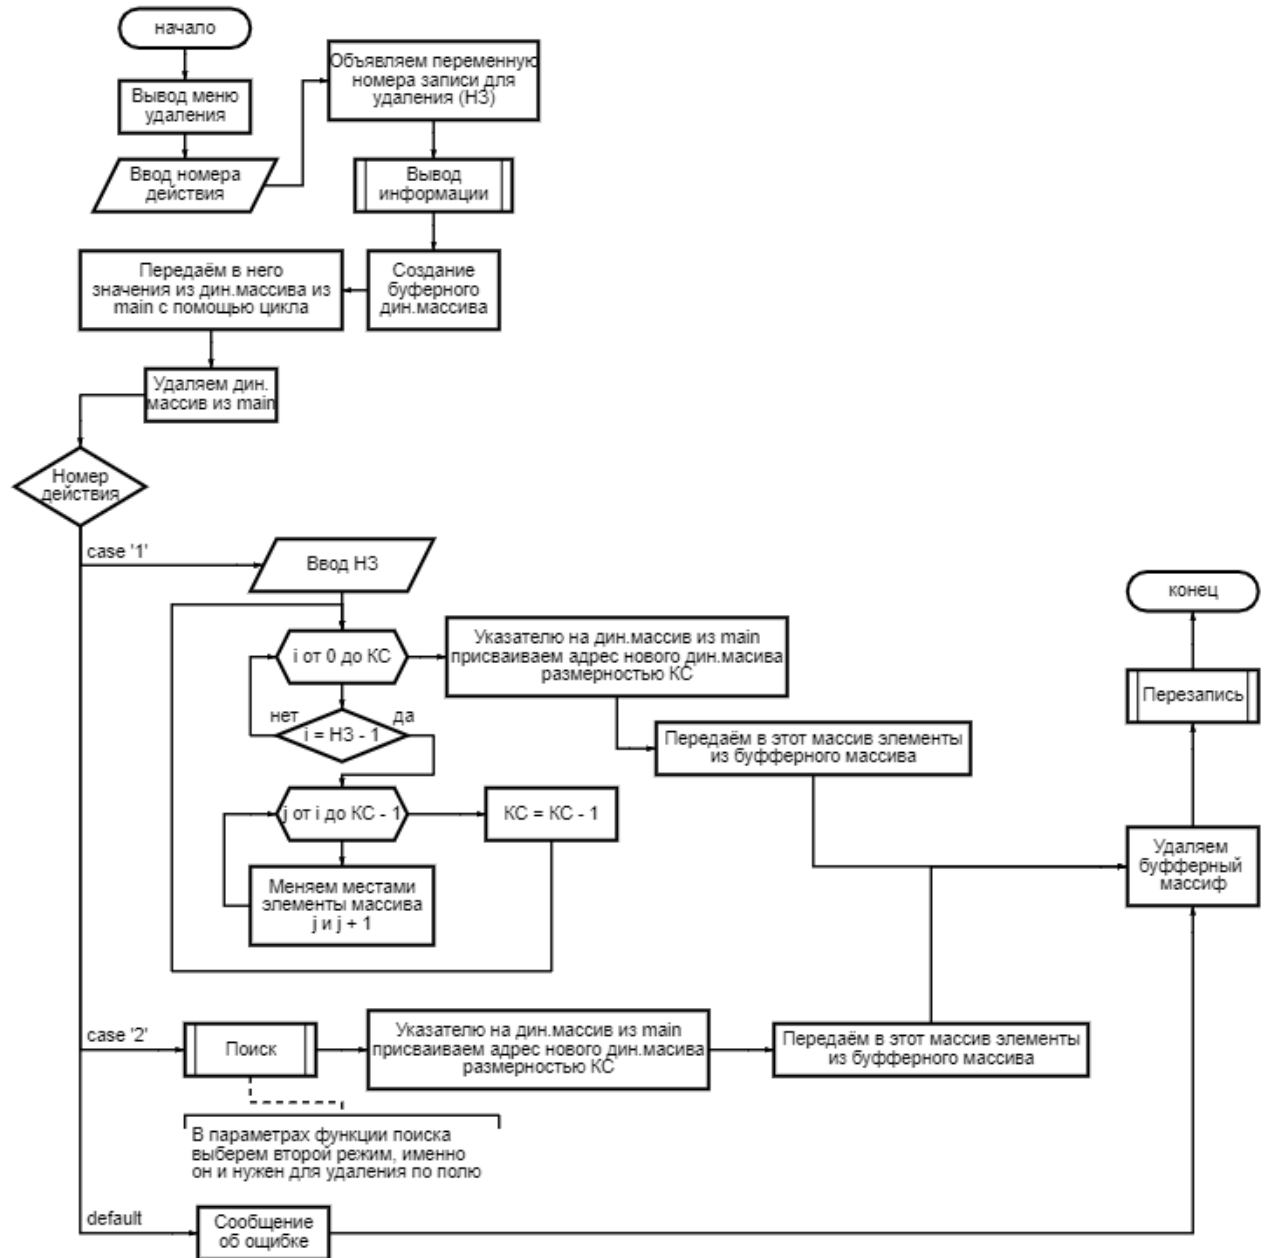 начало
Вывод меню
удаления
Ввод номера
действия
Объявляем переменную
номера записи для
удаления (НЗ)
Вывод
информации
Создание
буферного
дин.массива
Передаём в него
значения из дин.массива из
main с помощью цикла
Удаляем дин.
массив из main
Номер
действия
case '1'
Ввод НЗ
i от 0 до КС
нет
да
i = НЗ - 1
j от i до КС - 1
Меняем местами
элементы массива
j и j + 1
КС = КС - 1
Указателю на дин.массив из main
присваиваем адрес нового дин.масива
размерностью КС
Передаём в этот массив элементы
из буфферного массива
case '2'
Поиск
В параметрах функции поиска
выберем второй режим, именно
он и нужен для удаления по полю
Указателю на дин.массив из main
присваиваем адрес нового дин.масива
размерностью КС
Передаём в этот массив элементы
из буфферного массива
default
Сообщение
об ошибке
Удаляем
буфферный
массиф
Перезапись
конец